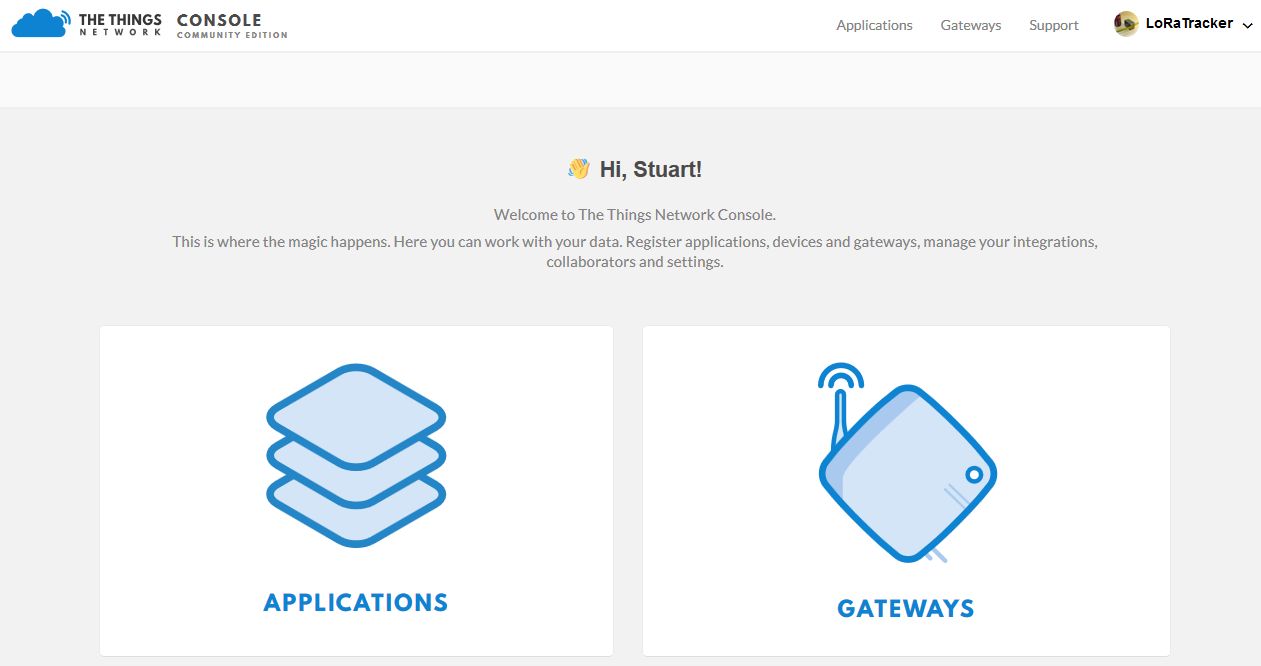 THE THINGS
NETWORK
CONSOLE
COMMUNITY EDITION
Applications
Gateways
Support
LoRaTracker
Hi, Stuart!
Welcome to The Things Network Console.
This is where the magic happens. Here you can work with your data. Register applications, devices and gateways, manage your integrations,
collaborators and settings.
APPLICATIONS
GATEWAYS